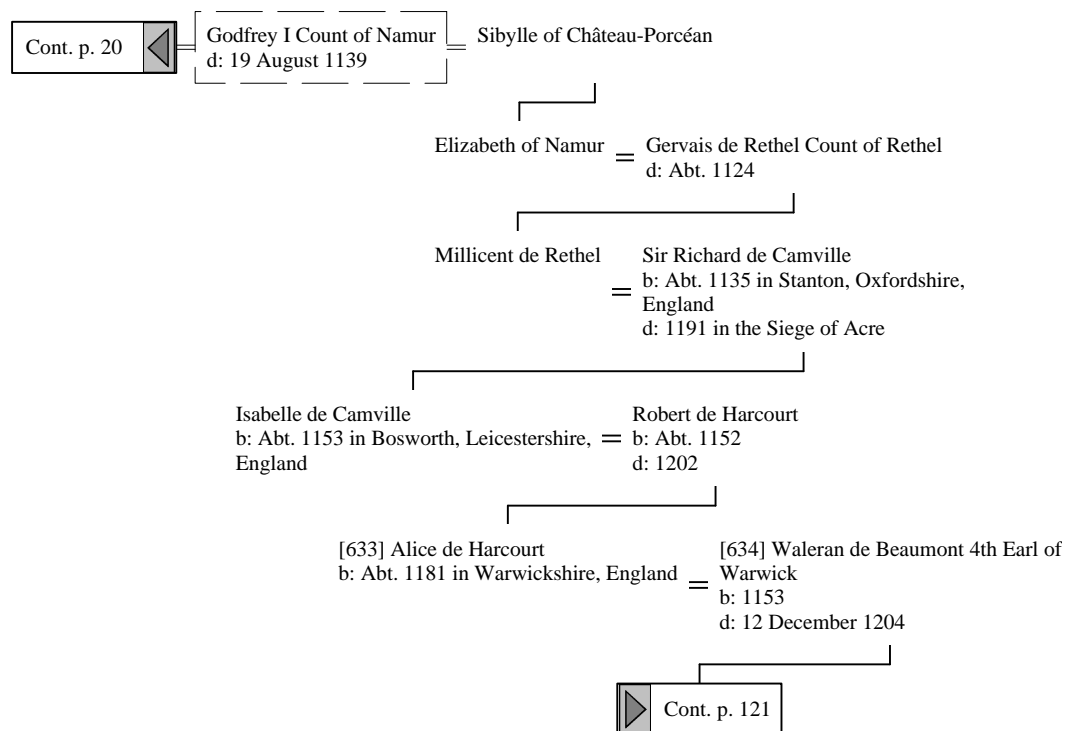 Cont. p. 20
Godfrey I Count of Namur
d: 19 August 1139
=
Sibylle of Château-Porcéan
Elizabeth of Namur
=
Gervais de Rethel Count of Rethel
d: Abt. 1124
Millicent de Rethel
=
Sir Richard de Camville
b: Abt. 1135 in Stanton, Oxfordshire,
England
d: 1191 in the Siege of Acre
Isabelle de Camville
b: Abt. 1153 in Bosworth, Leicestershire,
England
=
Robert de Harcourt
b: Abt. 1152
d: 1202
[633] Alice de Harcourt
b: Abt. 1181 in Warwickshire, England
=
[634] Waleran de Beaumont 4th Earl of
Warwick
b: 1153
d: 12 December 1204
Cont. p. 121